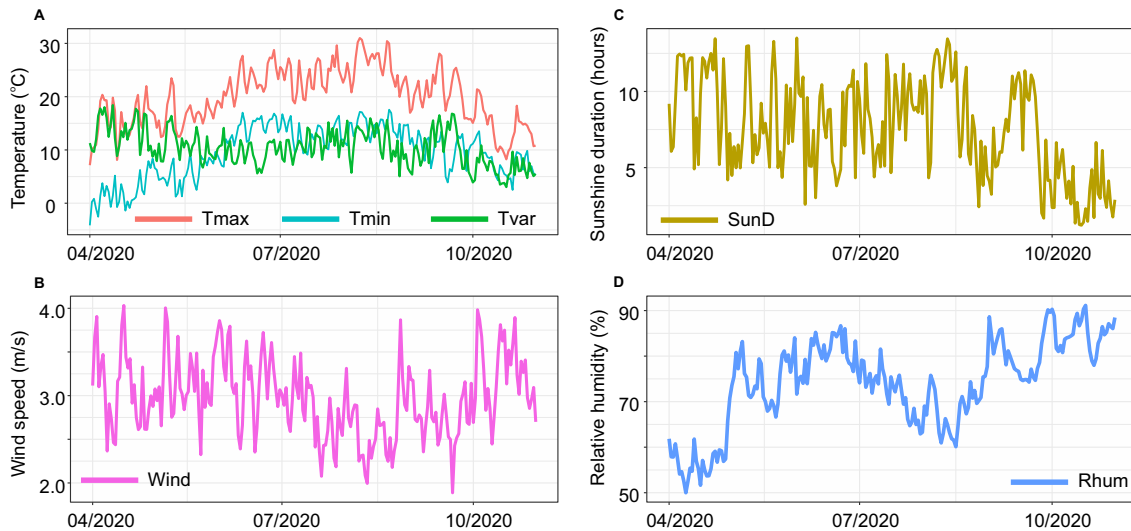 A
Temperature (°C)
30
20
10
0
Tmax Tmin Tvar
04/2020 07/2020 10/2020
B
Wind speed (m/s)
4.0
3.0
2.0
Wind
04/2020 07/2020 10/2020
C
Sunshine duration (hours)
10
5
SunD
04/2020 07/2020 10/2020
D
Relative humidity (%)
90
70
50
Rhum
04/2020 07/2020 10/2020